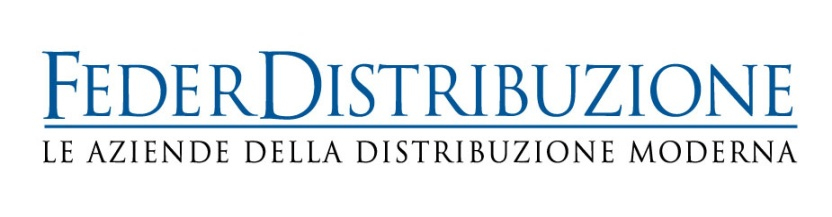 FEDERDISTRIBUZIONE
LE AZIENDE DELLA DISTRIBUZIONE MODERNA